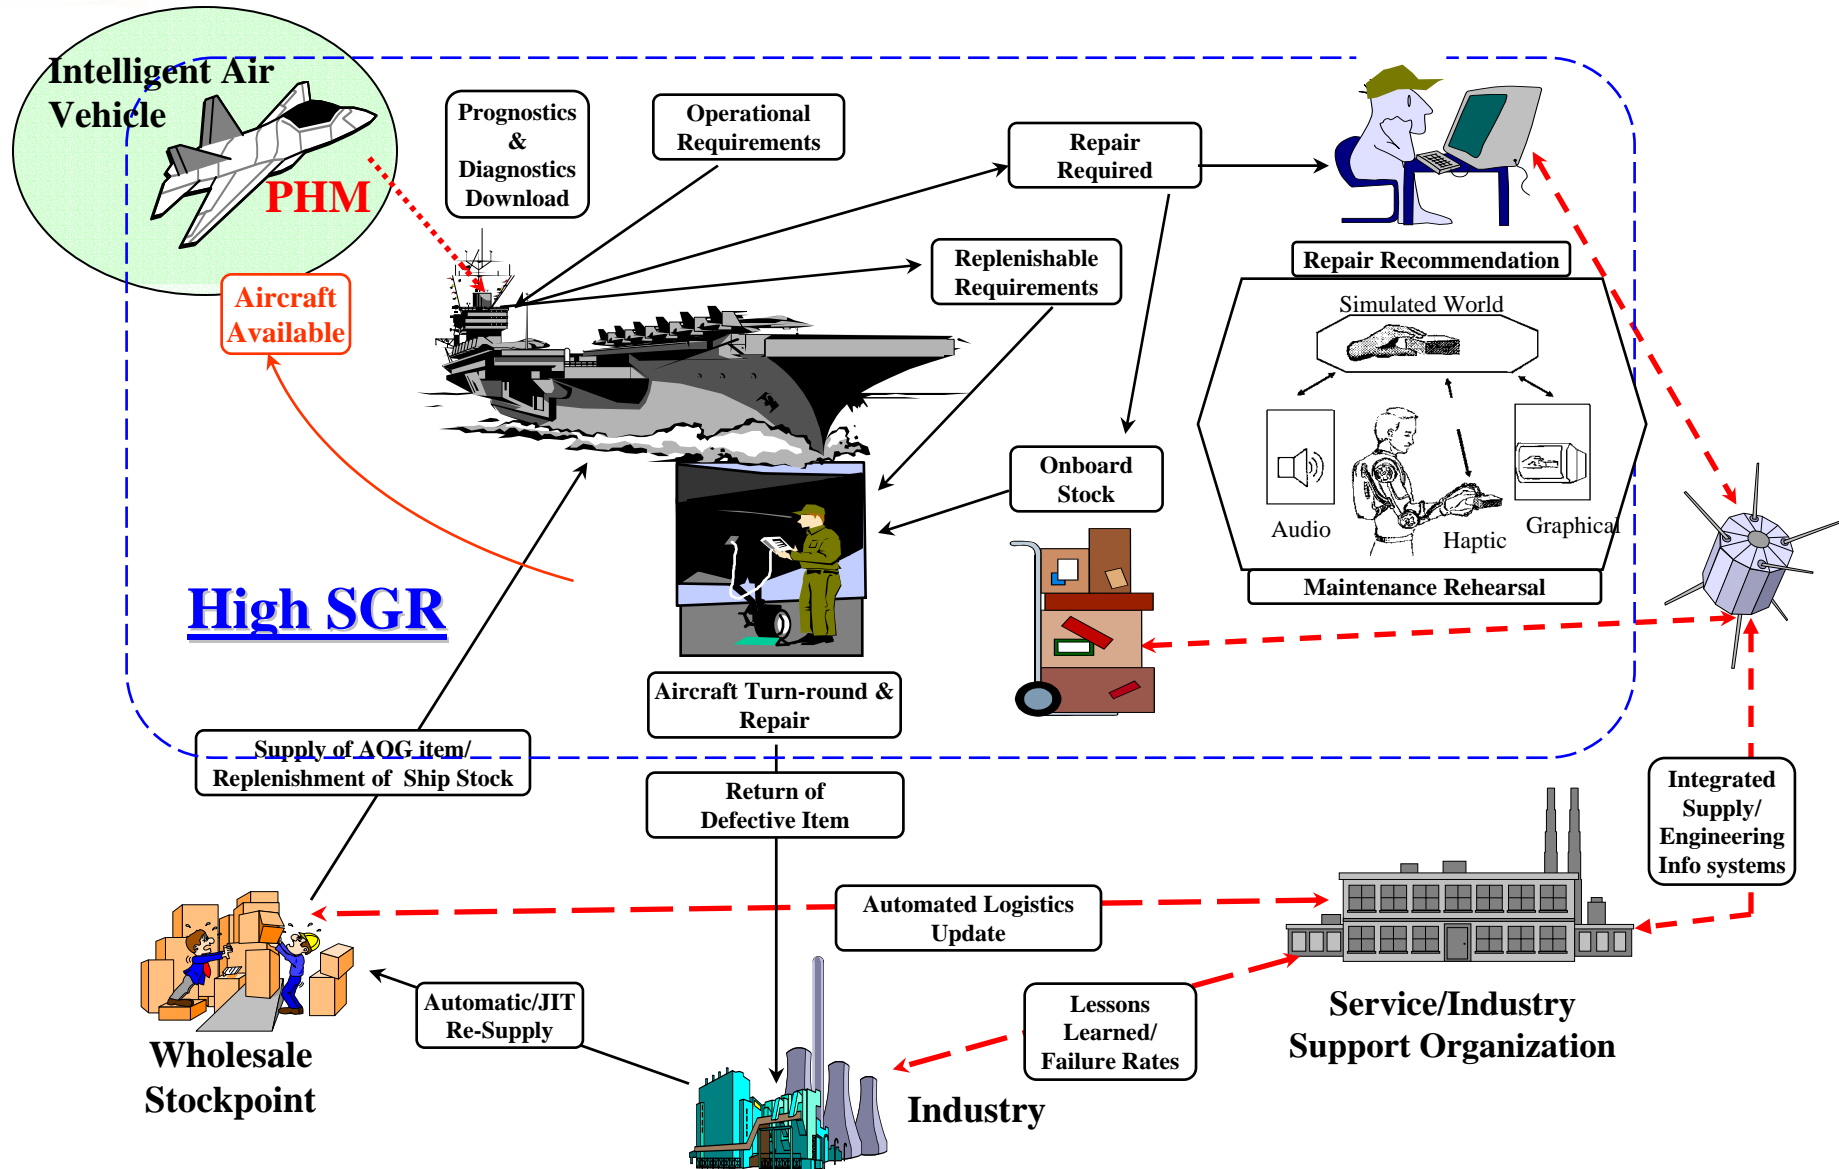 Intelligent Air
Vehicle
PHM
Prognostics
&
Diagnostics
Download
Operational
Requirements
Repair
Required
Replenishable
Requirements
Aircraft
Available
Repair Recommendation
Simulated World
Audio
Haptic
Graphical
Maintenance Rehearsal
Onboard
Stock
High SGR
Aircraft Turn-round &
Repair
Supply of AOG item/
Replenishment of Ship Stock
Return of
Defective Item
Integrated
Supply/
Engineering
Info systems
Automated Logistics
Update
Automatic/JIT
Re-Supply
Lessons
Learned/
Failure Rates
Service/Industry
Support Organization
Wholesale
Stockpoint
Industry